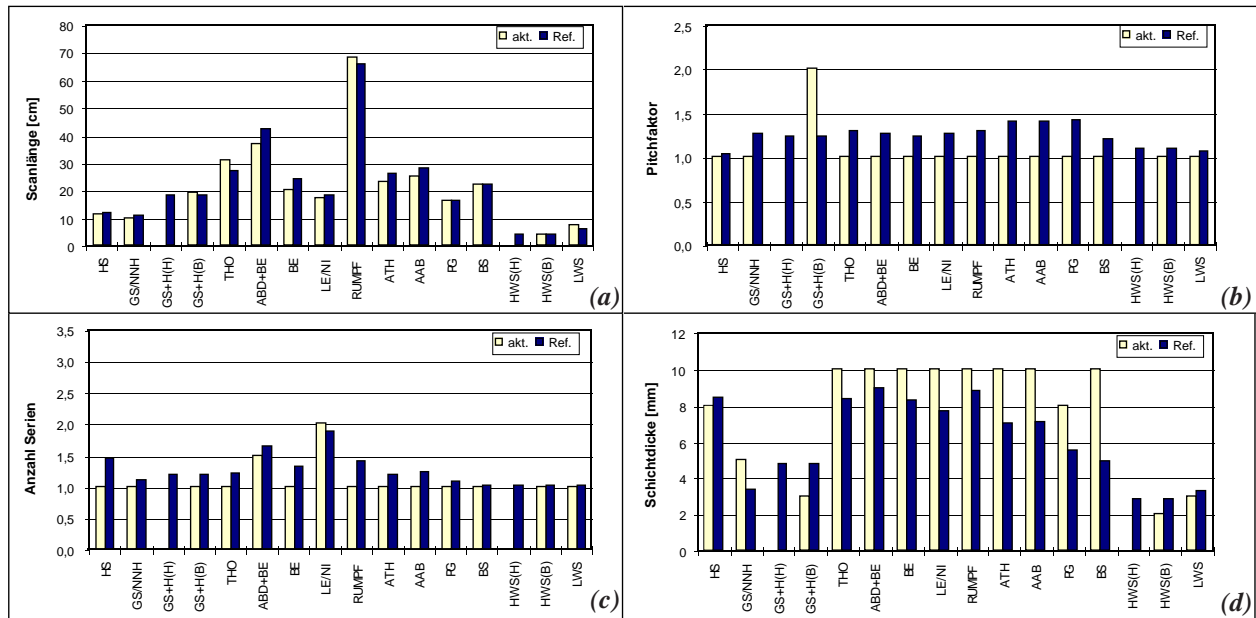 akt. Ref.
80
70
60
50
40
30
20
10
0
Scanlänge [cm]
HS
GS/NNH
GS+H(H)
GS+H(B)
THO
ABD+BE
BE
LE/NI
RUMPF
ATH
AAB
PG
BS
HWS(H)
HWS(B)
LWS
(a)
akt. Ref.
2,5
2,0
1,5
1,0
0,5
0,0
Pitchfaktor
HS
GS/NNH
GS+H(H)
GS+H(B)
THO
ABD+BE
BE
LE/NI
RUMPF
ATH
AAB
PG
BS
HWS(H)
HWS(B)
LWS
(b)
akt. Ref.
3,5
3,0
2,5
2,0
1,5
1,0
0,5
0,0
Anzahl Serien
HS
GS/NNH
GS+H(H)
GS+H(B)
THO
ABD+BE
BE
LE/NI
RUMPF
ATH
AAB
PG
BS
HWS(H)
HWS(B)
LWS
(c)
akt. Ref.
12
10
8
6
4
2
0
Schichtdicke [mm]
HS
GS/NNH
GS+H(H)
GS+H(B)
THO
ABD+BE
BE
LE/NI
RUMPF
ATH
AAB
PG
BS
HWS(H)
HWS(B)
LWS
(d)